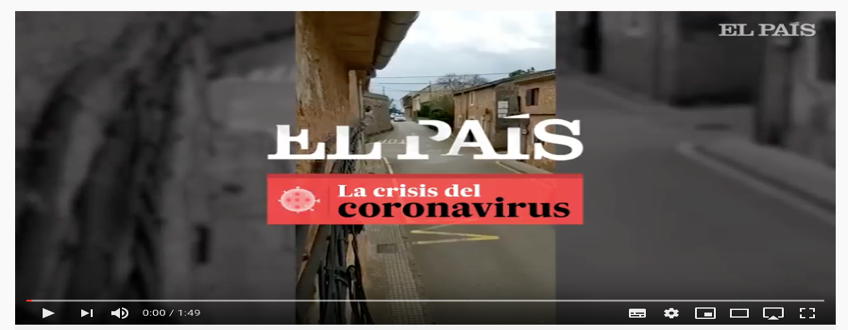 EL PAÍS
EL PAÍS
La crisis del
coronavirus
0:00 / 1:49